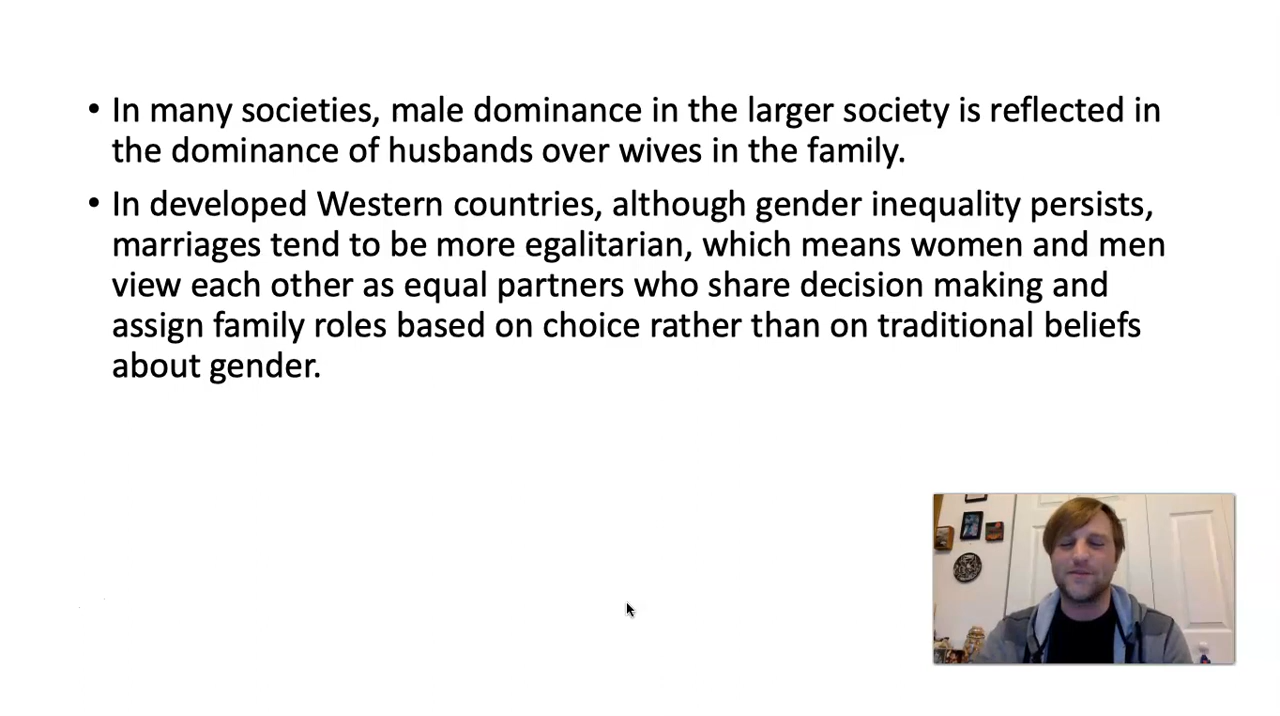 • In many societies, male dominance in the larger society is reflected in
the dominance of husbands over wives in the family.
• In developed Western countries, although gender inequality persists,
marriages tend to be more egalitarian, which means women and men
view each other as equal partners who share decision making and
assign family roles based on choice rather than on traditional beliefs
about gender.